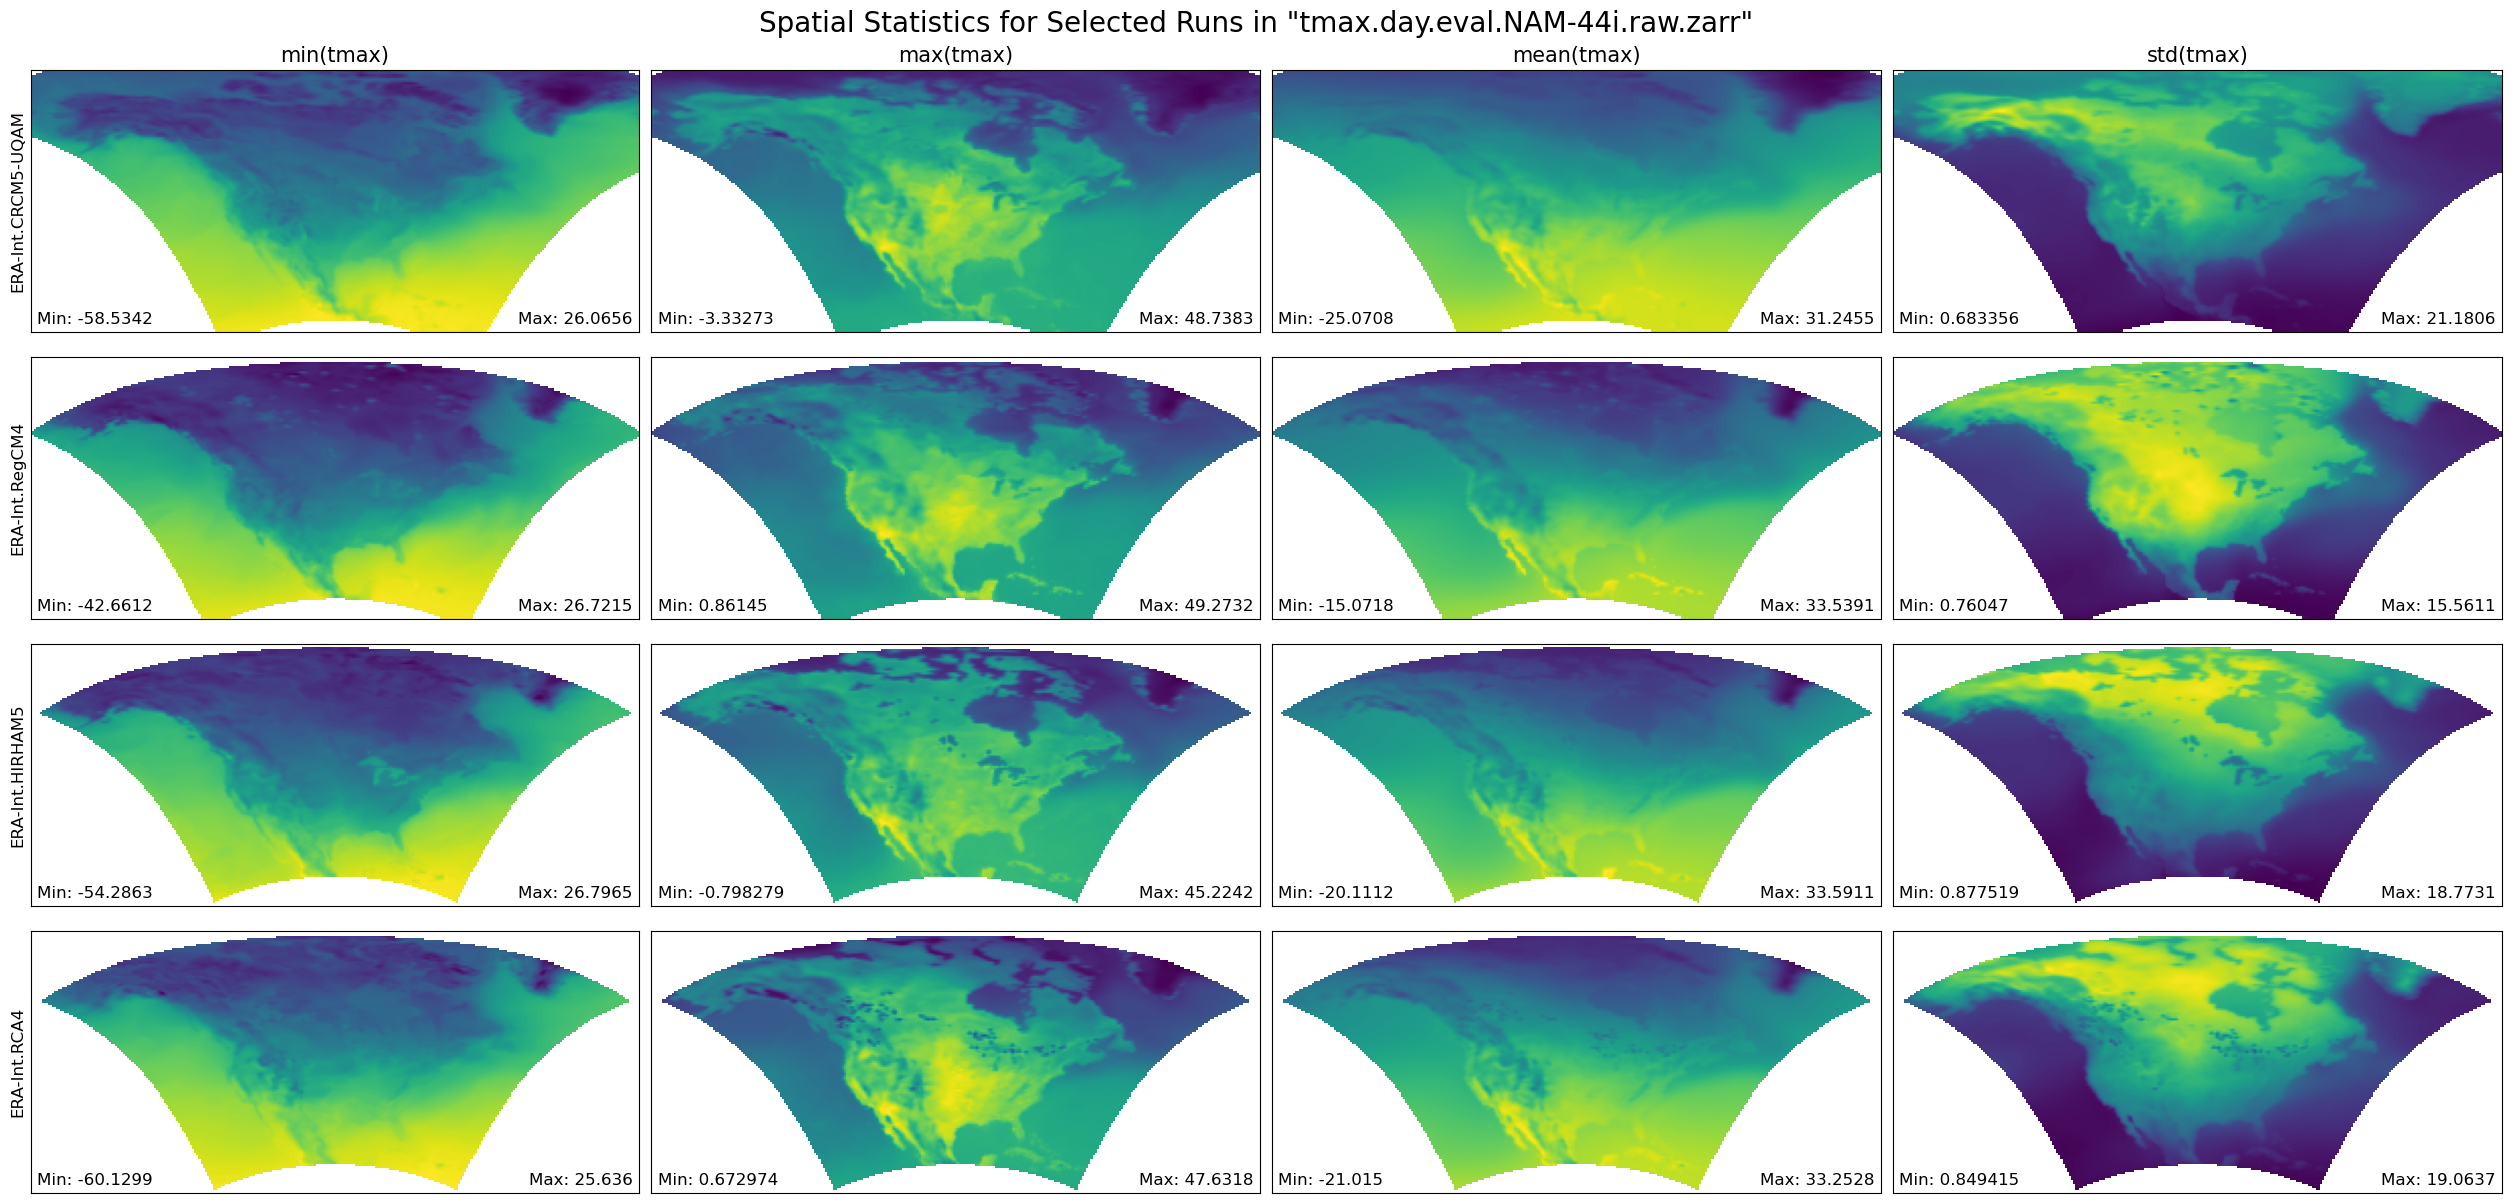 Spatial Statistics for Selected Runs in "tmax.day.eval.NAM-44i.raw.zarr"
min(tmax) max(tmax) mean(tmax) std(tmax)
ERA-Int.CRCM5-UQAM
Min: -58.5342 Max: 26.0656 Min: -3.33273 Max: 48.7383 Min: -25.0708 Max: 31.2455 Min: 0.683356 Max: 21.1806
ERA-Int.RegCM4
Min: -42.6612 Max: 26.7215 Min: 0.86145 Max: 49.2732 Min: -15.0718 Max: 33.5391 Min: 0.76047 Max: 15.5611
ERA-Int.HIRHAM5
Min: -54.2863 Max: 26.7965 Min: -0.798279 Max: 45.2242 Min: -20.1112 Max: 33.5911 Min: 0.877519 Max: 18.7731
ERA-Int.RCA4
Min: -60.1299 Max: 25.636 Min: 0.672974 Max: 47.6318 Min: -21.015 Max: 33.2528 Min: 0.849415 Max: 19.0637